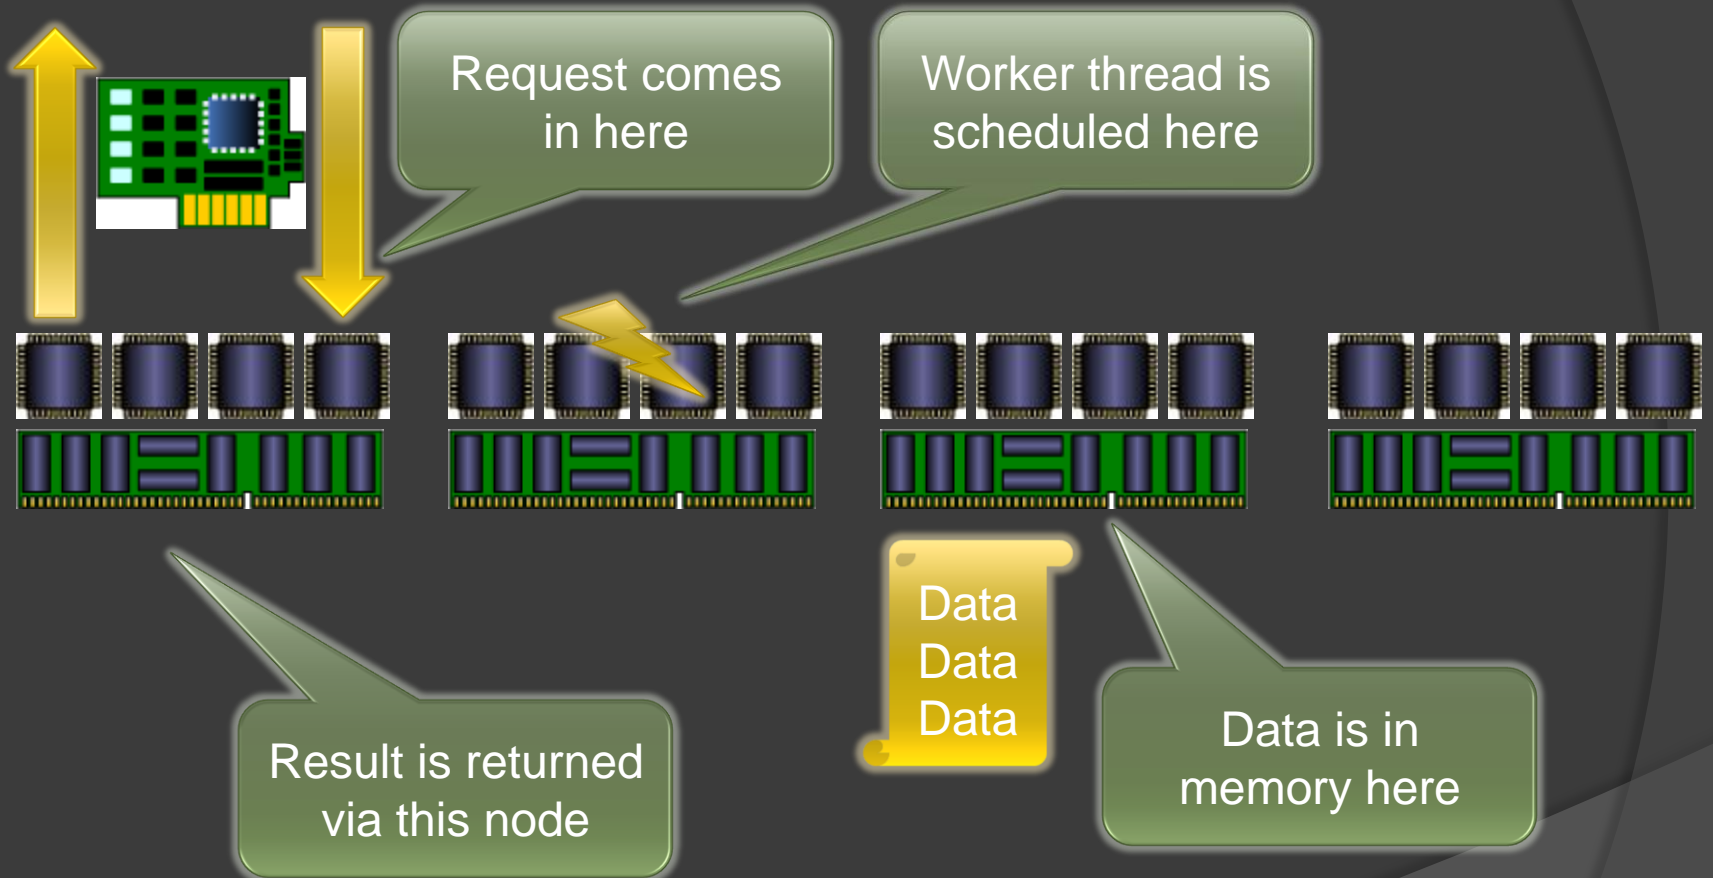 Request comes
in here
Worker thread is
scheduled here
Data
Data
Data
Result is returned
via this node
Data is in
memory here